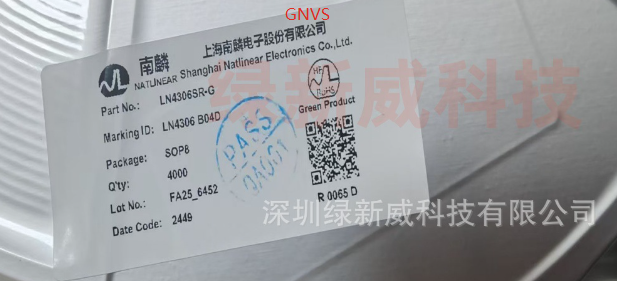 GNVS
南麟
上海南麟电子股份有限公司
NATLINEAR Shanghai Natlinear Electronics Co.,Ltd.
Part No.: LN4306SR-G
HF
RoHS
Green Product
Marking ID: LN4306 B04D
Package: SOP8
Q'ty: 4000
Lot No.: FA25_6452
Date Code: 2449
PASS
QA001
R 0065 D
绿新威科技
深圳绿新威科技有限公司